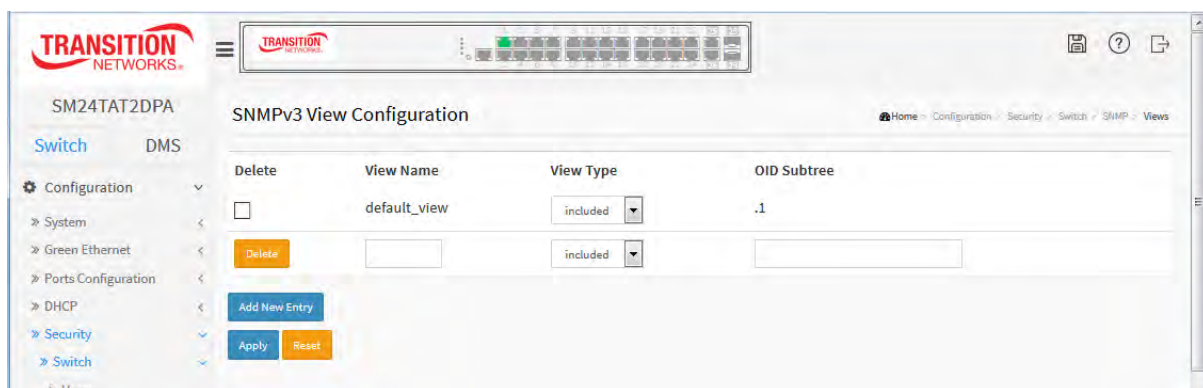 TRANSITION
NETWORKS®
TRANSITION
NETWORKS
SM24TAT2DPA
Switch DMS
SNMPv3 View Configuration
Home > Configuration > Security > Switch > SNMP > Views
Configuration
» System
» Green Ethernet
» Ports Configuration
» DHCP
» Security
» Switch
Delete View Name View Type OID Subtree
default_view included .1
Delete included
Add New Entry
Apply Reset